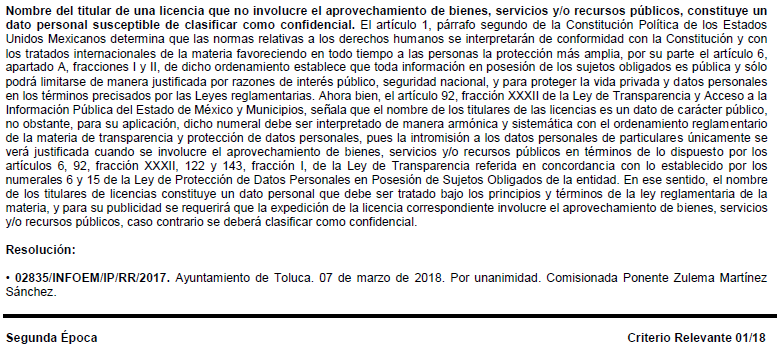 Nombre del titular de una licencia que no involucre el aprovechamiento de bienes, servicios y/o recursos públicos, constituye un
dato personal susceptible de clasificar como confidencial. El artículo 1, párrafo segundo de la Constitución Política de los Estados
Unidos Mexicanos determina que las normas relativas a los derechos humanos se interpretarán de conformidad con la Constitución y con
los tratados internacionales de la materia favoreciendo en todo tiempo a las personas la protección más amplia, por su parte el artículo 6,
apartado A, fracciones I y II, de dicho ordenamiento establece que toda información en posesión de los sujetos obligados es pública y sólo
podrá limitarse de manera justificada por razones de interés público, seguridad nacional, y para proteger la vida privada y datos personales
en los términos precisados por las Leyes reglamentarias. Ahora bien, el artículo 92, fracción XXXII de la Ley de Transparencia y Acceso a la
Información Pública del Estado de México y Municipios, señala que el nombre de los titulares de las licencias es un dato de carácter público,
no obstante, para su aplicación, dicho numeral debe ser interpretado de manera armónica y sistemática con el ordenamiento reglamentario
de la materia de transparencia y protección de datos personales, pues la intromisión a los datos personales de particulares únicamente se
verá justificada cuando se involucre el aprovechamiento de bienes, servicios y/o recursos públicos en términos de lo dispuesto por los
artículos 6, 92, fracción XXXII, 122 y 143, fracción I, de la Ley de Transparencia referida en concordancia con lo establecido por los
numerales 6 y 15 de la Ley de Protección de Datos Personales en Posesión de Sujetos Obligados de la entidad. En ese sentido, el nombre
de los titulares de licencias constituye un dato personal que debe ser tratado bajo los principios y términos de la ley reglamentaria de la
materia, y para su publicidad se requerirá que la expedición de la licencia correspondiente involucre el aprovechamiento de bienes, servicios
y/o recursos públicos, caso contrario se deberá clasificar como confidencial.
Resolución:
• 02835/INFOEM/IP/RR/2017. Ayuntamiento de Toluca. 07 de marzo de 2018. Por unanimidad. Comisionada Ponente Zulema Martínez
Sánchez.
Segunda Época Criterio Relevante 01/18